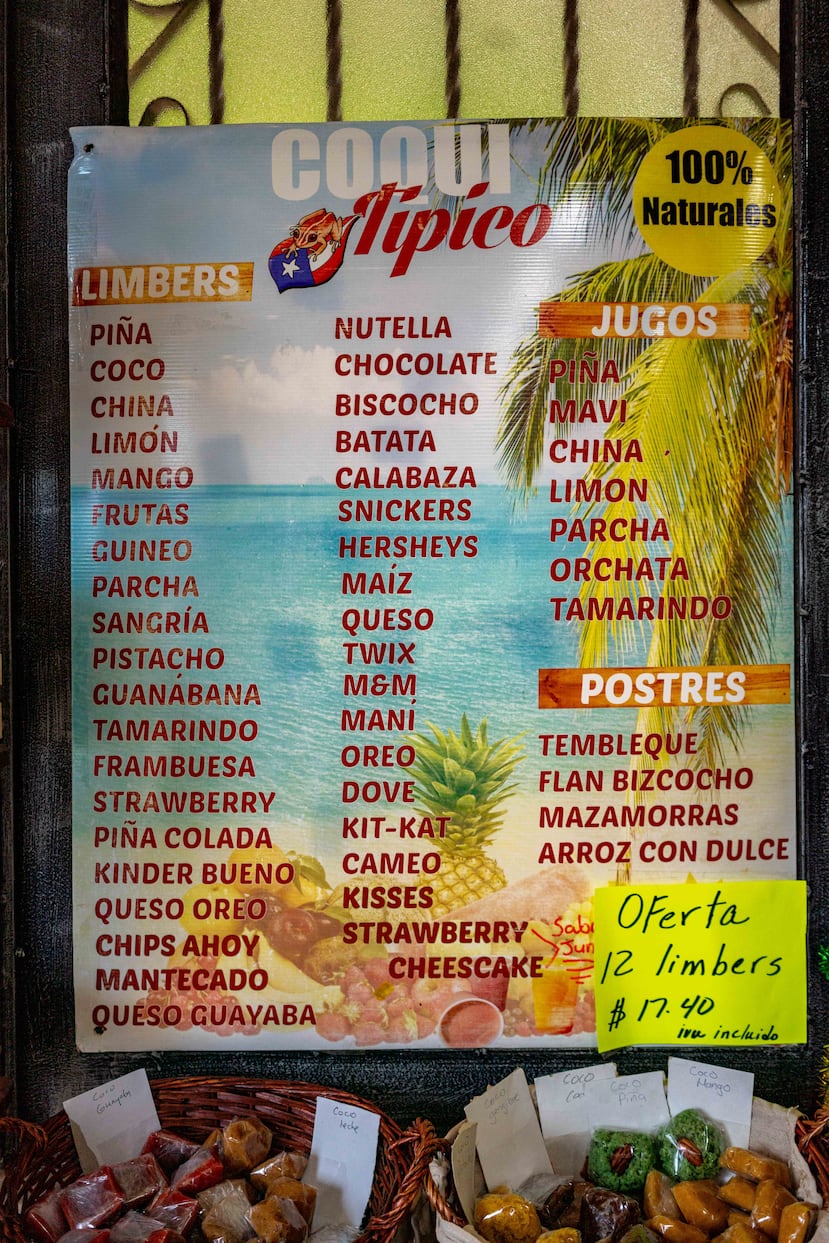 COQUI
Típico
100%
Naturales
LIMBERS
PIÑA
COCO
CHINA
LIMÓN
MANGO
FRUTAS
GUINEO
PARCHA
SANGRÍA
PISTACHO
GUANÁBANA
TAMARINDO
FRAMBUESA
STRAWBERRY
PIÑA COLADA
KINDER BUENO
QUESO OREO
CHIPS AHOY
MANTECADO
QUESO GUAYABA
NUTELLA
CHOCOLATE
BISCOCHO
BATATA
CALABAZA
SNICKERS
HERSHEYS
MAÍZ
QUESO
TWIX
M&M
MANÍ
OREO
DOVE
KIT-KAT
CAMEO
KISSES
STRAWBERRY
CHEESCAKE
JUGOS
PIÑA
MAVI
CHINA
LIMON
PARCHA
ORCHATA
TAMARINDO
POSTRES
TEMBLEQUE
FLAN BIZCOCHO
MAZAMORRAS
ARROZ CON DULCE
Oferta
12 limbers
$ 17.40
ivu incluido
Coco
Guayaba
Coco
leche
Coco
Coco
Coco
Piña
Coco
Mango